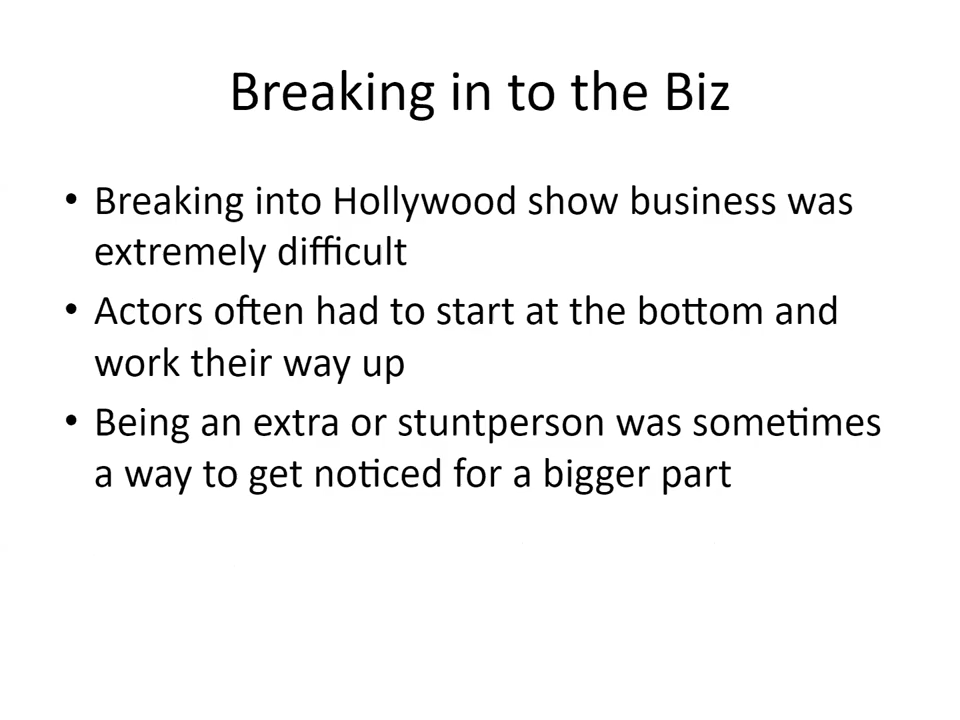 Breaking in to the Biz
• Breaking into Hollywood show business was
extremely difficult
• Actors often had to start at the bottom and
work their way up
• Being an extra or stuntperson was sometimes
a way to get noticed for a bigger part